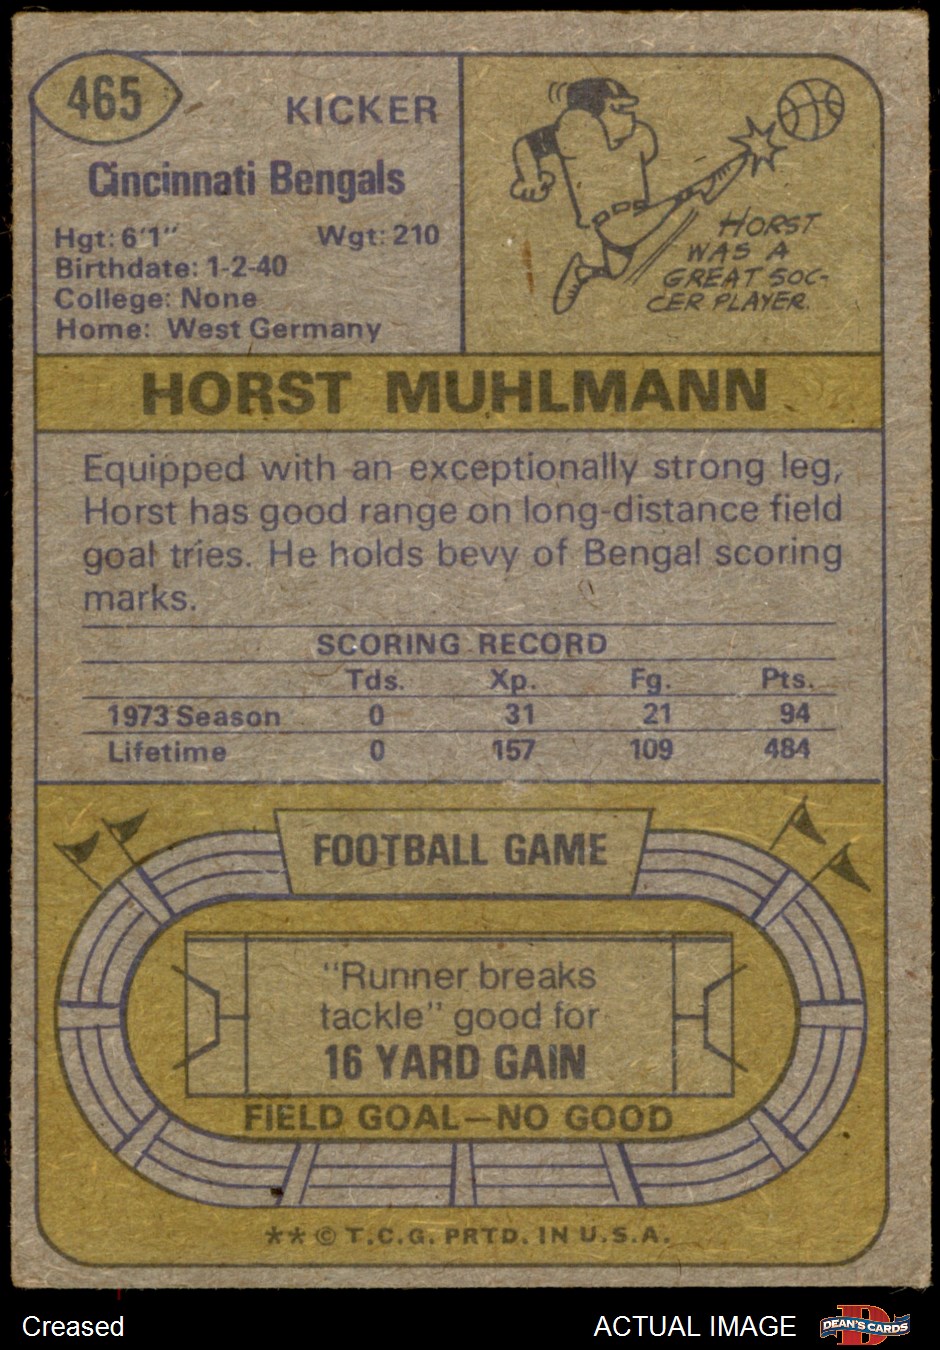 465
KICKER
Cincinnati Bengals
Hgt: 6'1" Wgt: 210
Birthdate: 1-2-40
College: None
Home: West Germany
HORST
WAS A
GREAT SOC-
CER PLAYER.
HORST MUHLMANN
Equipped with an exceptionally strong leg,
Horst has good range on long-distance field
goal tries. He holds bevy of Bengal scoring
marks.
SCORING RECORD
Tds. Xp. Fg. Pts.
1973 Season 0 31 21 94
Lifetime 0 157 109 484
FOOTBALL GAME
"Runner breaks
tackle" good for
16 YARD GAIN
FIELD GOAL—NO GOOD
** © T.C.G. PRTD. IN U.S.A.
Creased
ACTUAL IMAGE
D
DEAN'S CARDS